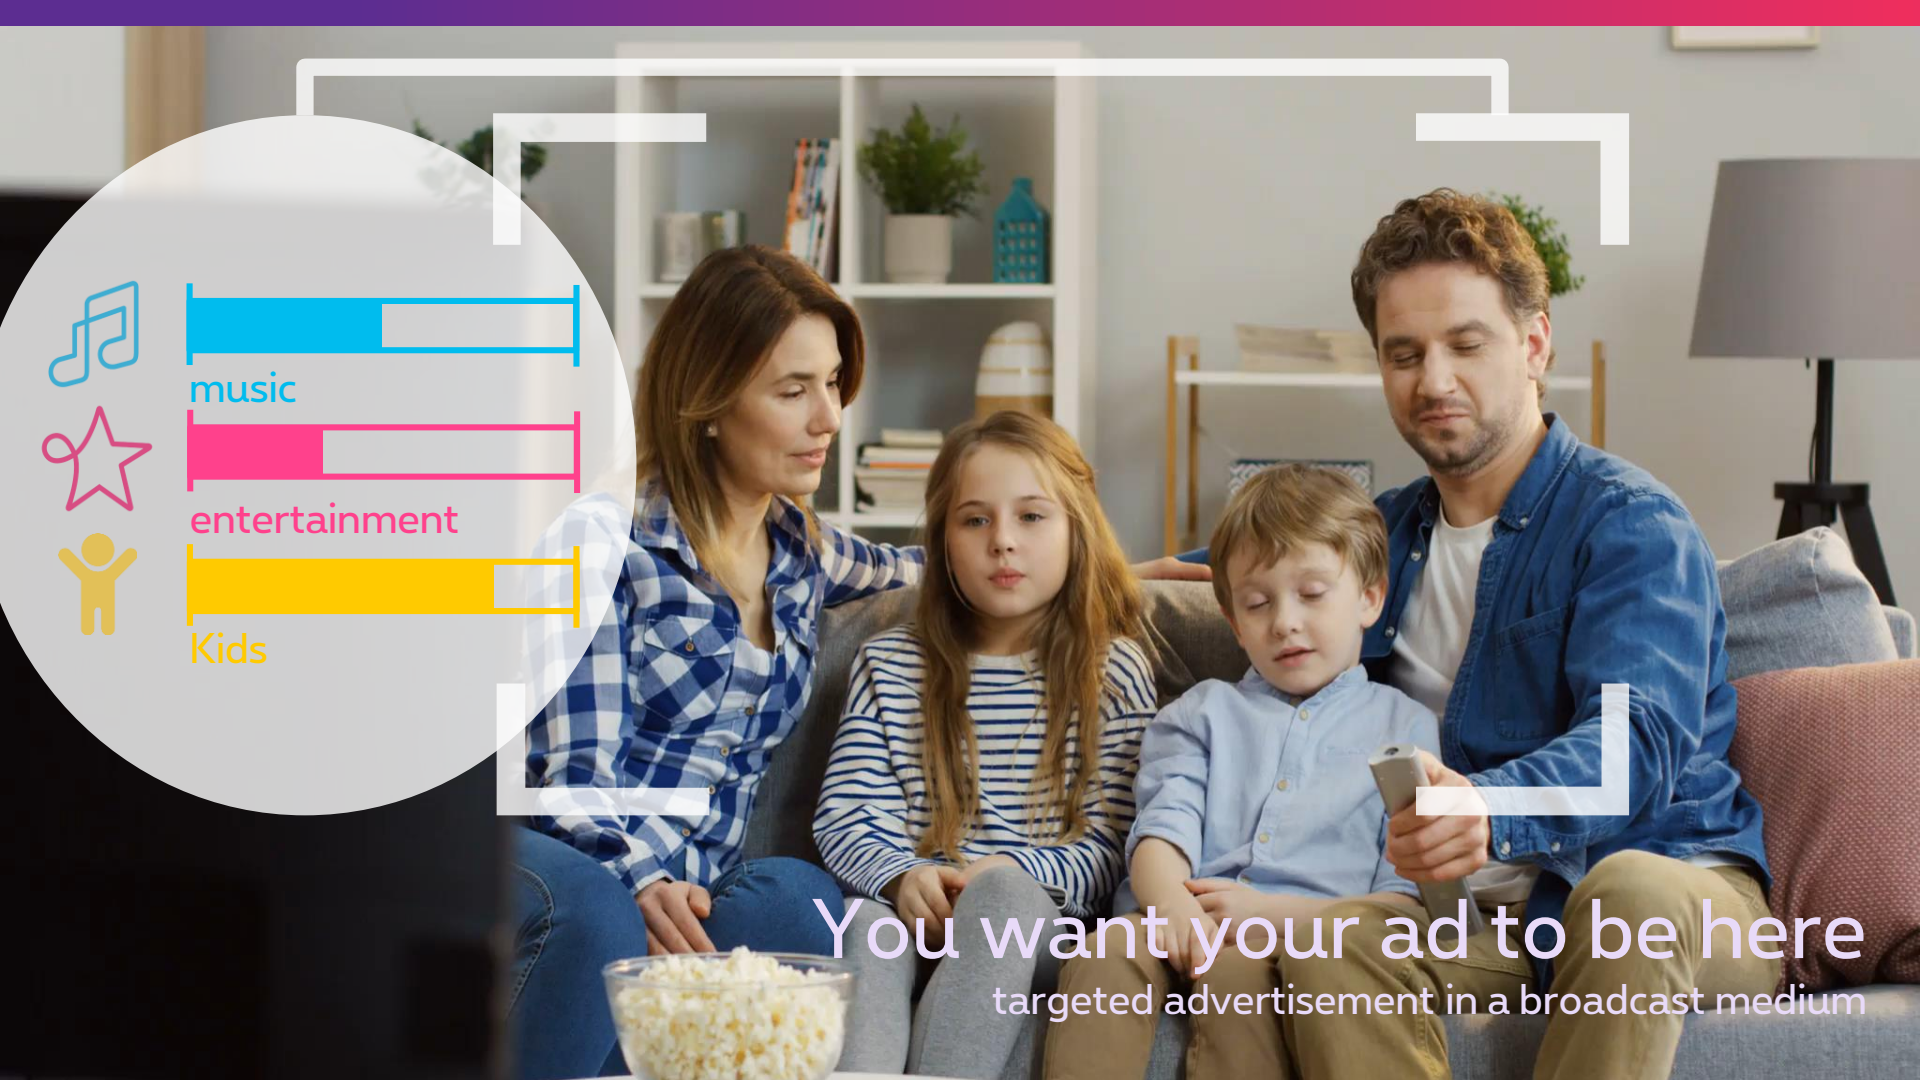 music
entertainment
Kids
You want your ad to be here
targeted advertisement in a broadcast medium